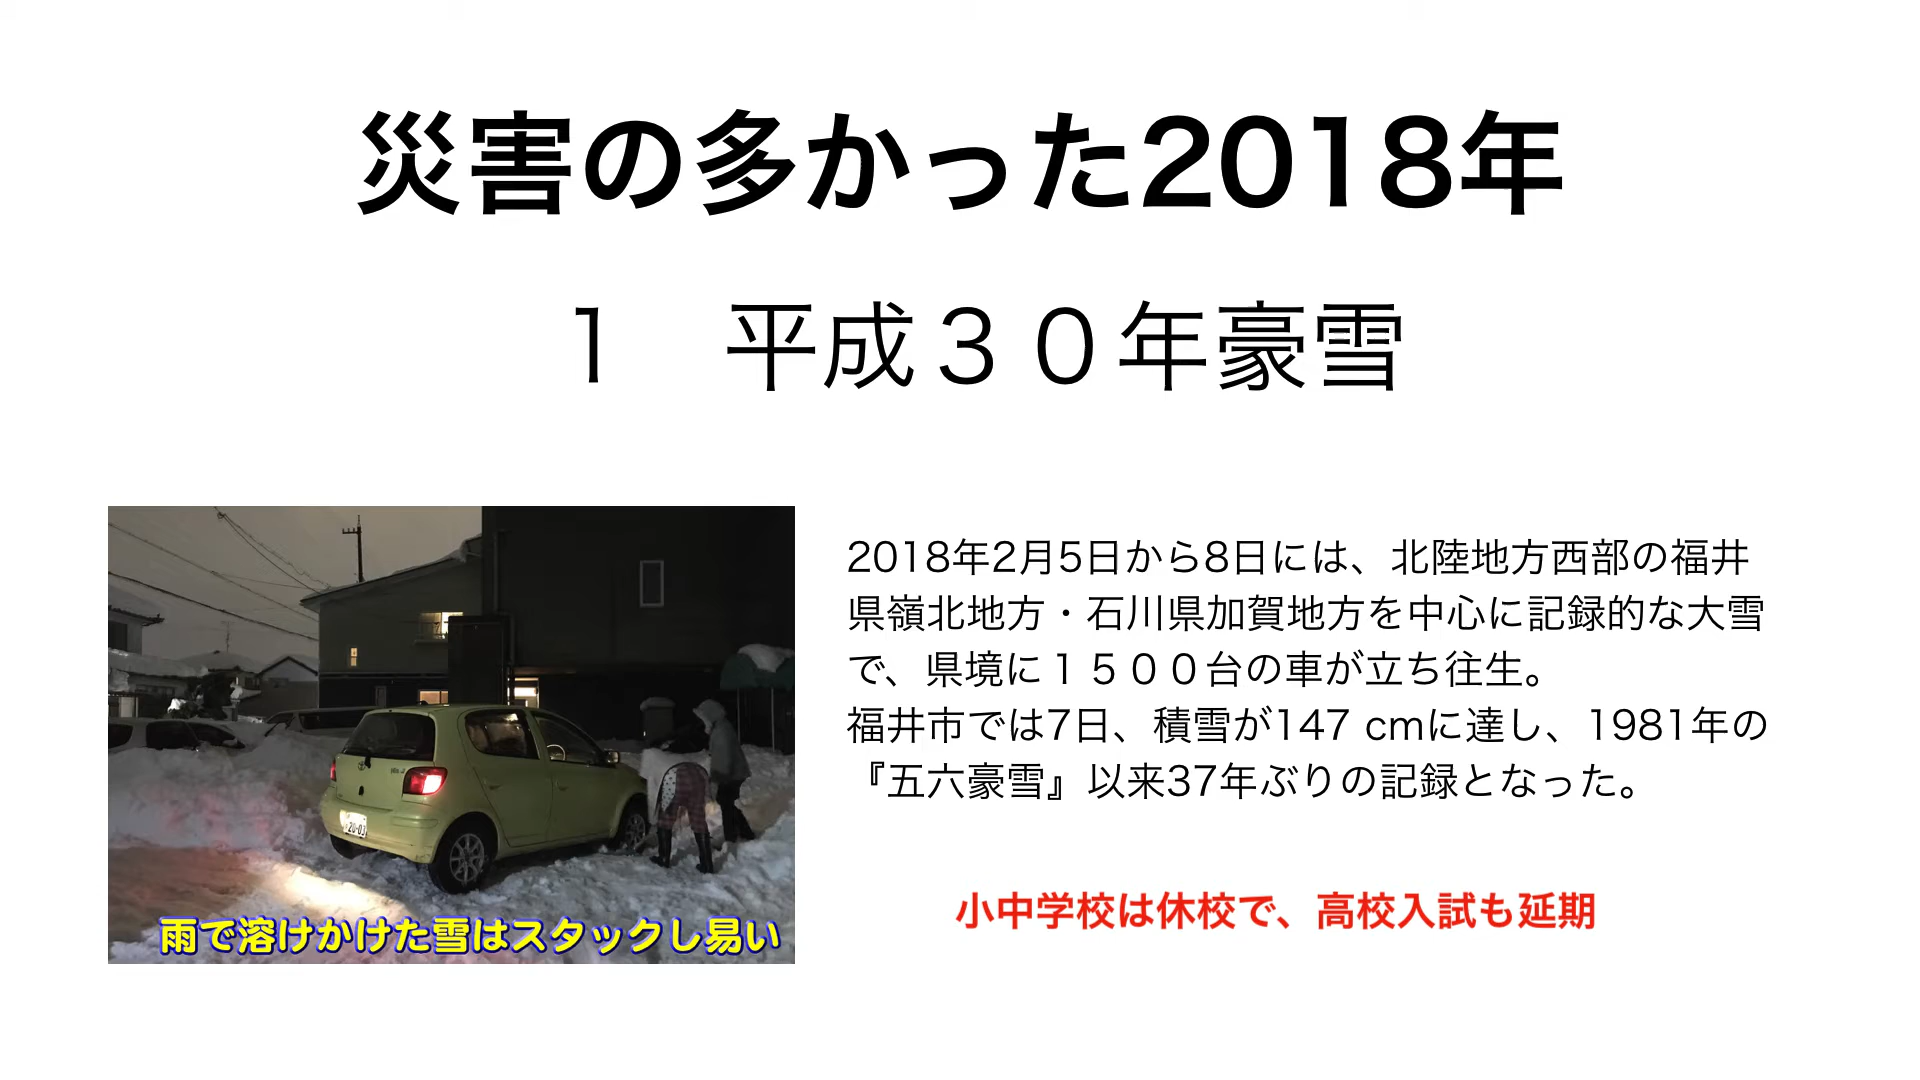 災害の多かった2018年
１　平成３０年豪雪
2018年2月5日から8日には、北陸地方西部の福井
県嶺北地方・石川県加賀地方を中心に記録的な大雪
で、県境に１５００台の車が立ち往生。
福井市では7日、積雪が147 cmに達し、1981年の
『五六豪雪』以来37年ぶりの記録となった。
小中学校は休校で、高校入試も延期
雨で溶けかけた雪はスタックし易い